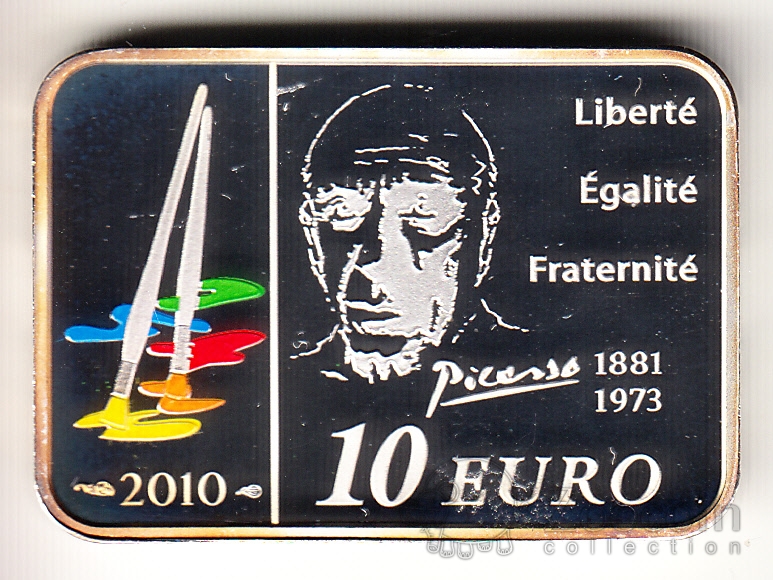 Liberté
Égalité
Fraternité
Picasso 1881
1973
2010
10 EURO
collection